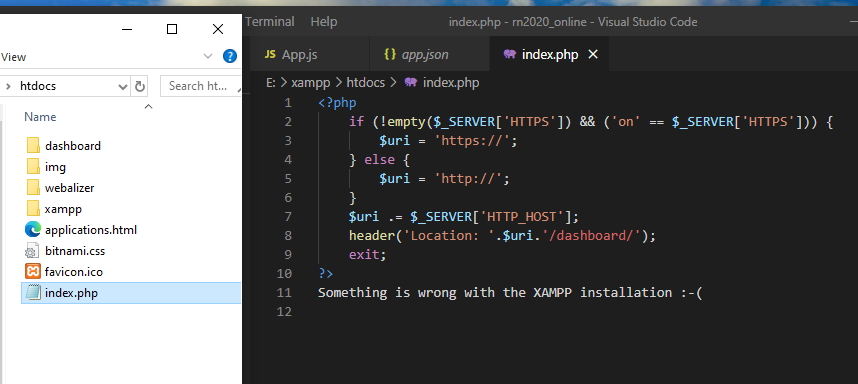 View
?
htdocs
Search ht...
Name
dashboard
img
webalizer
xampp
applications.html
bitnami.css
favicon.ico
index.php
Terminal Help index.php - rn2020_online - Visual Studio Code
JS App.js {} app.json index.php ×
E: > xampp > htdocs > index.php
1 <?php
2 if (!empty($_SERVER['HTTPS']) && ('on' == $_SERVER['HTTPS'])) {
3 $uri = 'https://';
4 } else {
5 $uri = 'http://';
6 }
7 $uri .= $_SERVER['HTTP_HOST'];
8 header('Location: '.$uri.'/dashboard/');
9 exit;
10 ?>
11 Something is wrong with the XAMPP installation :-(
12